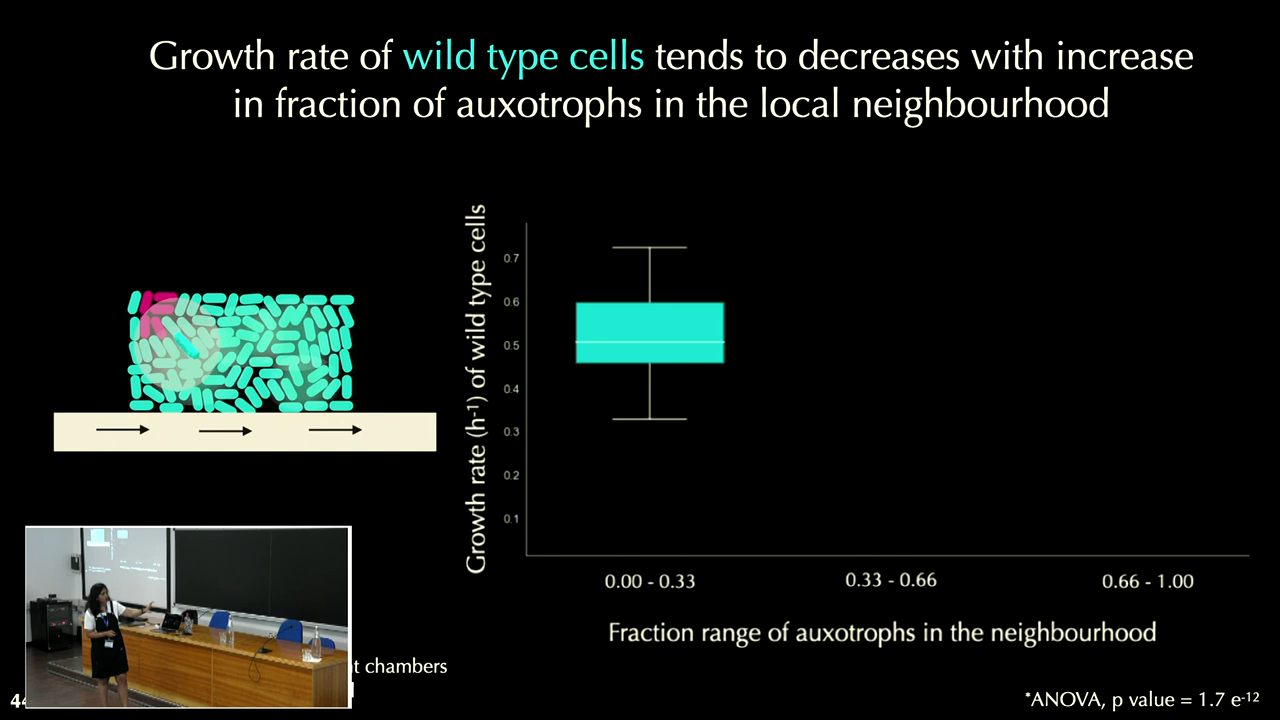 Growth rate of wild type cells tends to decreases with increase
in fraction of auxotrophs in the local neighbourhood
Growth rate (h-1) of wild type cells
0.7
0.6
0.5
0.4
0.3
0.2
0.1
0.00 - 0.33
0.33 - 0.66
0.66 - 1.00
Fraction range of auxotrophs in the neighbourhood
t chambers
*ANOVA, p value = 1.7 e-12